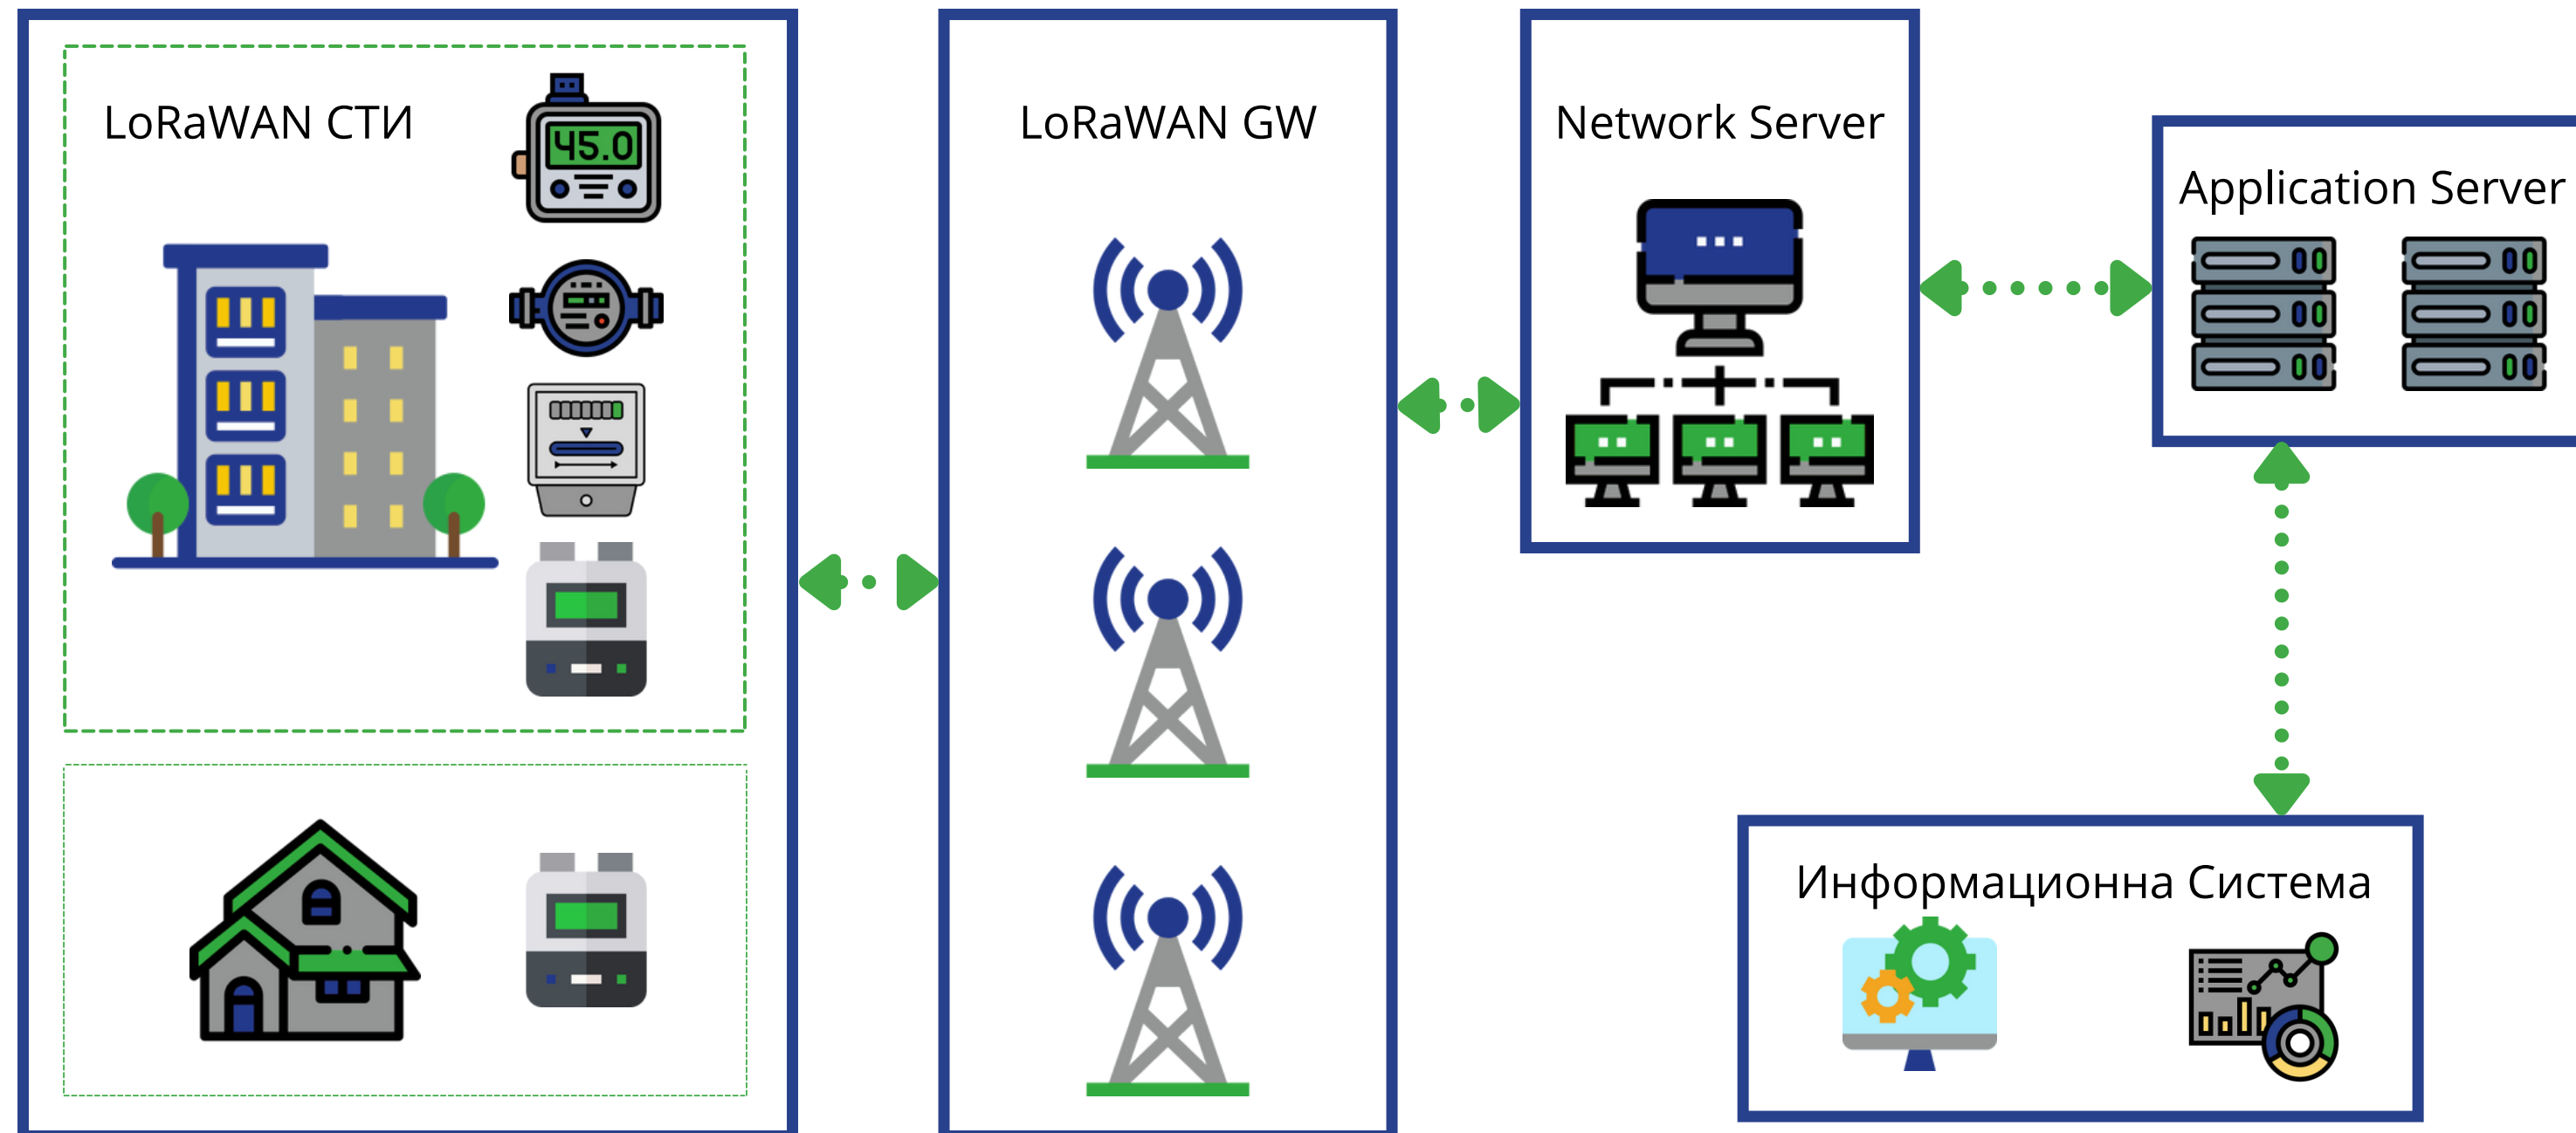 LoRaWAN СТИ
45.0
LoRaWAN GW
Network Server
Application Server
Информационна Система